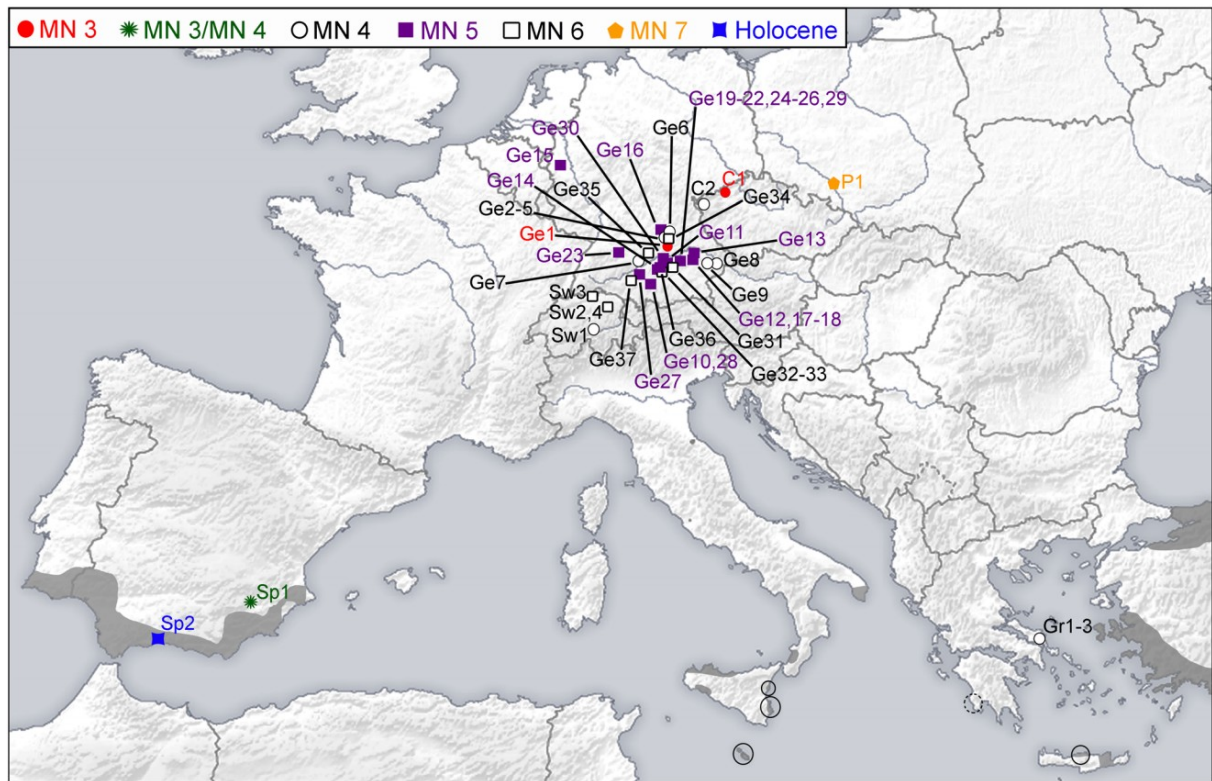 MN 3 MN 3/MN 4 MN 4 MN 5 MN 6 MN 7 Holocene
Ge19-22,24-26,29
Ge30 Ge6
Ge15 Ge16
Ge14 Ge35 C2 C1 P1
Ge2-5 Ge34
Ge1 Ge11 Ge13
Ge23
Ge7 Ge8
Sw3 Ge9
Sw2,4 Ge12,17-18
Sw1 Ge36 Ge31
Ge37 Ge10,28
Ge27 Ge32-33
Sp1
Sp2 Gr1-3